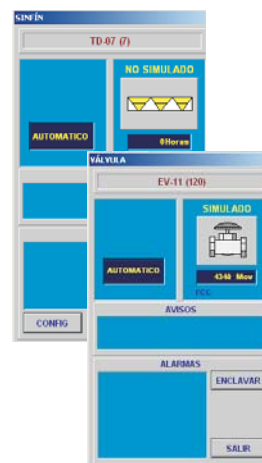 SINFÍN
TD-07 (7)
NO SIMULADO
AUTOMATICO
0Horas
CONFIG
VÁLVULA
EV-11 (120)
SIMULADO
AUTOMATICO
4340 Mov
FCC
AVISOS
ALARMAS
ENCLAVAR
SALIR